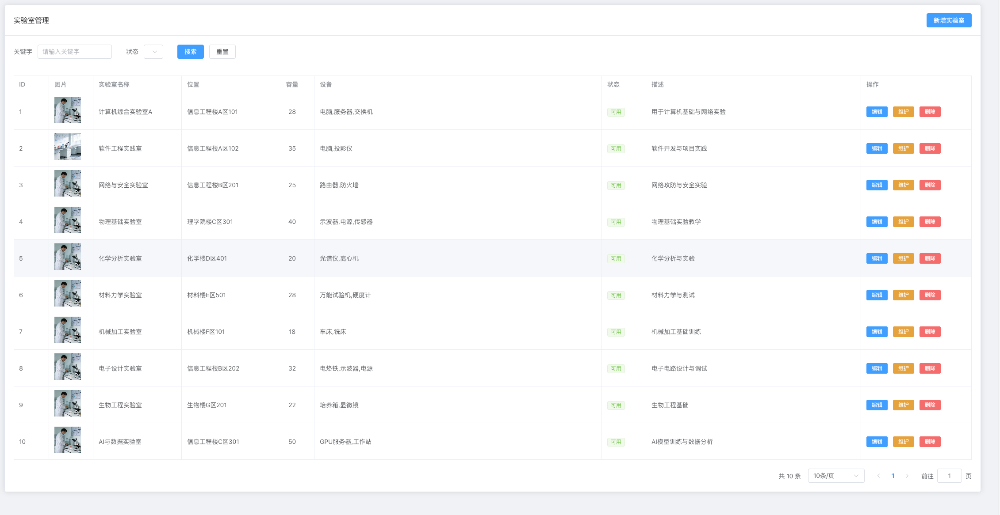 实验室管理 新增实验室
关键字 请输入关键字 状态 搜索 重置
ID 图片 实验室名称 位置 容量 设备 状态 描述 操作
1 计算机综合实验室A 信息工程楼A区101 28 电脑,服务器,交换机 可用 用于计算机基础与网络实验 编辑 维护 删除
2 软件工程实践室 信息工程楼A区102 35 电脑,投影仪 可用 软件开发与项目实践 编辑 维护 删除
3 网络与安全实验室 信息工程楼B区201 25 路由器,防火墙 可用 网络攻防与安全实验 编辑 维护 删除
4 物理基础实验室 理学院楼C区301 40 示波器,电源,传感器 可用 物理基础实验教学 编辑 维护 删除
5 化学分析实验室 化学楼D区401 20 光谱仪,离心机 可用 化学分析与实验 编辑 维护 删除
6 材料力学实验室 材料楼E区501 28 万能试验机,硬度计 可用 材料力学与测试 编辑 维护 删除
7 机械加工实验室 机械楼F区101 18 车床,铣床 可用 机械加工基础训练 编辑 维护 删除
8 电子设计实验室 信息工程楼B区202 32 电烙铁,示波器,电源 可用 电子电路设计与调试 编辑 维护 删除
9 生物工程实验室 生物楼G区201 22 培养箱,显微镜 可用 生物工程基础 编辑 维护 删除
10 AI与数据实验室 信息工程楼C区301 50 GPU服务器,工作站 可用 AI模型训练与数据分析 编辑 维护 删除
共 10 条 10条/页 1 前往 1 页